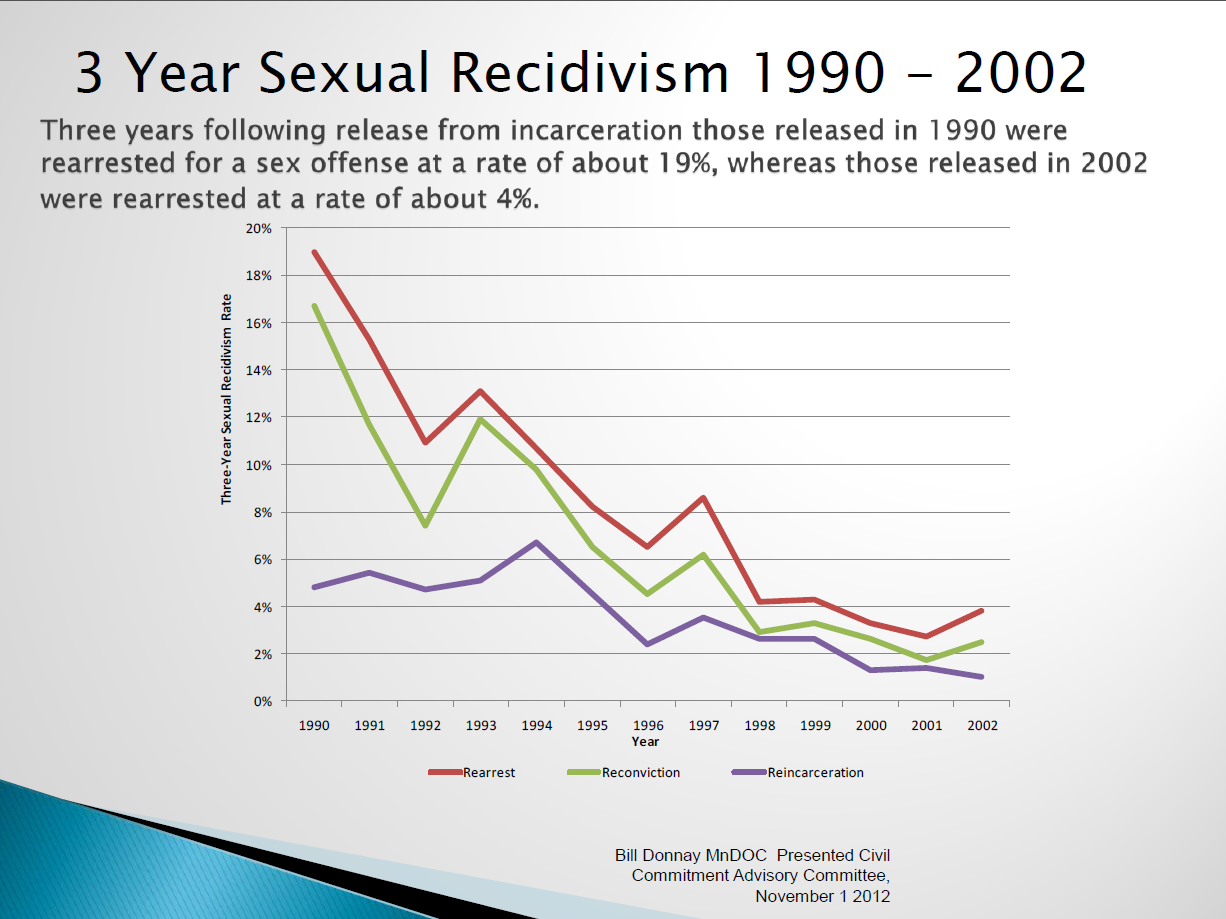 3 Year Sexual Recidivism 1990 – 2002
Three years following release from incarceration those released in 1990 were
rearrested for a sex offense at a rate of about 19%, whereas those released in 2002
were rearrested at a rate of about 4%.
20%
18%
16%
14%
12%
10%
8%
6%
4%
2%
0%
Three-Year Sexual Recidivism Rate
1990 1991 1992 1993 1994 1995 1996 1997 1998 1999 2000 2001 2002
Year
Rearrest Reconviction Reincarceration
Bill Donnay MnDOC Presented Civil
Commitment Advisory Committee,
November 1 2012